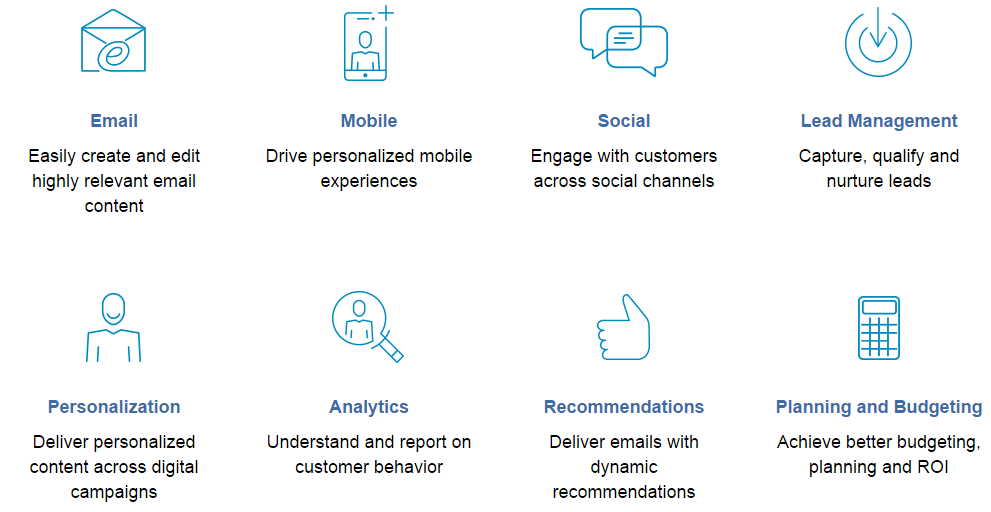 Email
Easily create and edit
highly relevant email
content
Mobile
Drive personalized mobile
experiences
Social
Engage with customers
across social channels
Lead Management
Capture, qualify and
nurture leads
Personalization
Deliver personalized
content across digital
campaigns
Analytics
Understand and report on
customer behavior
Recommendations
Deliver emails with
dynamic
recommendations
Planning and Budgeting
Achieve better budgeting,
planning and ROI